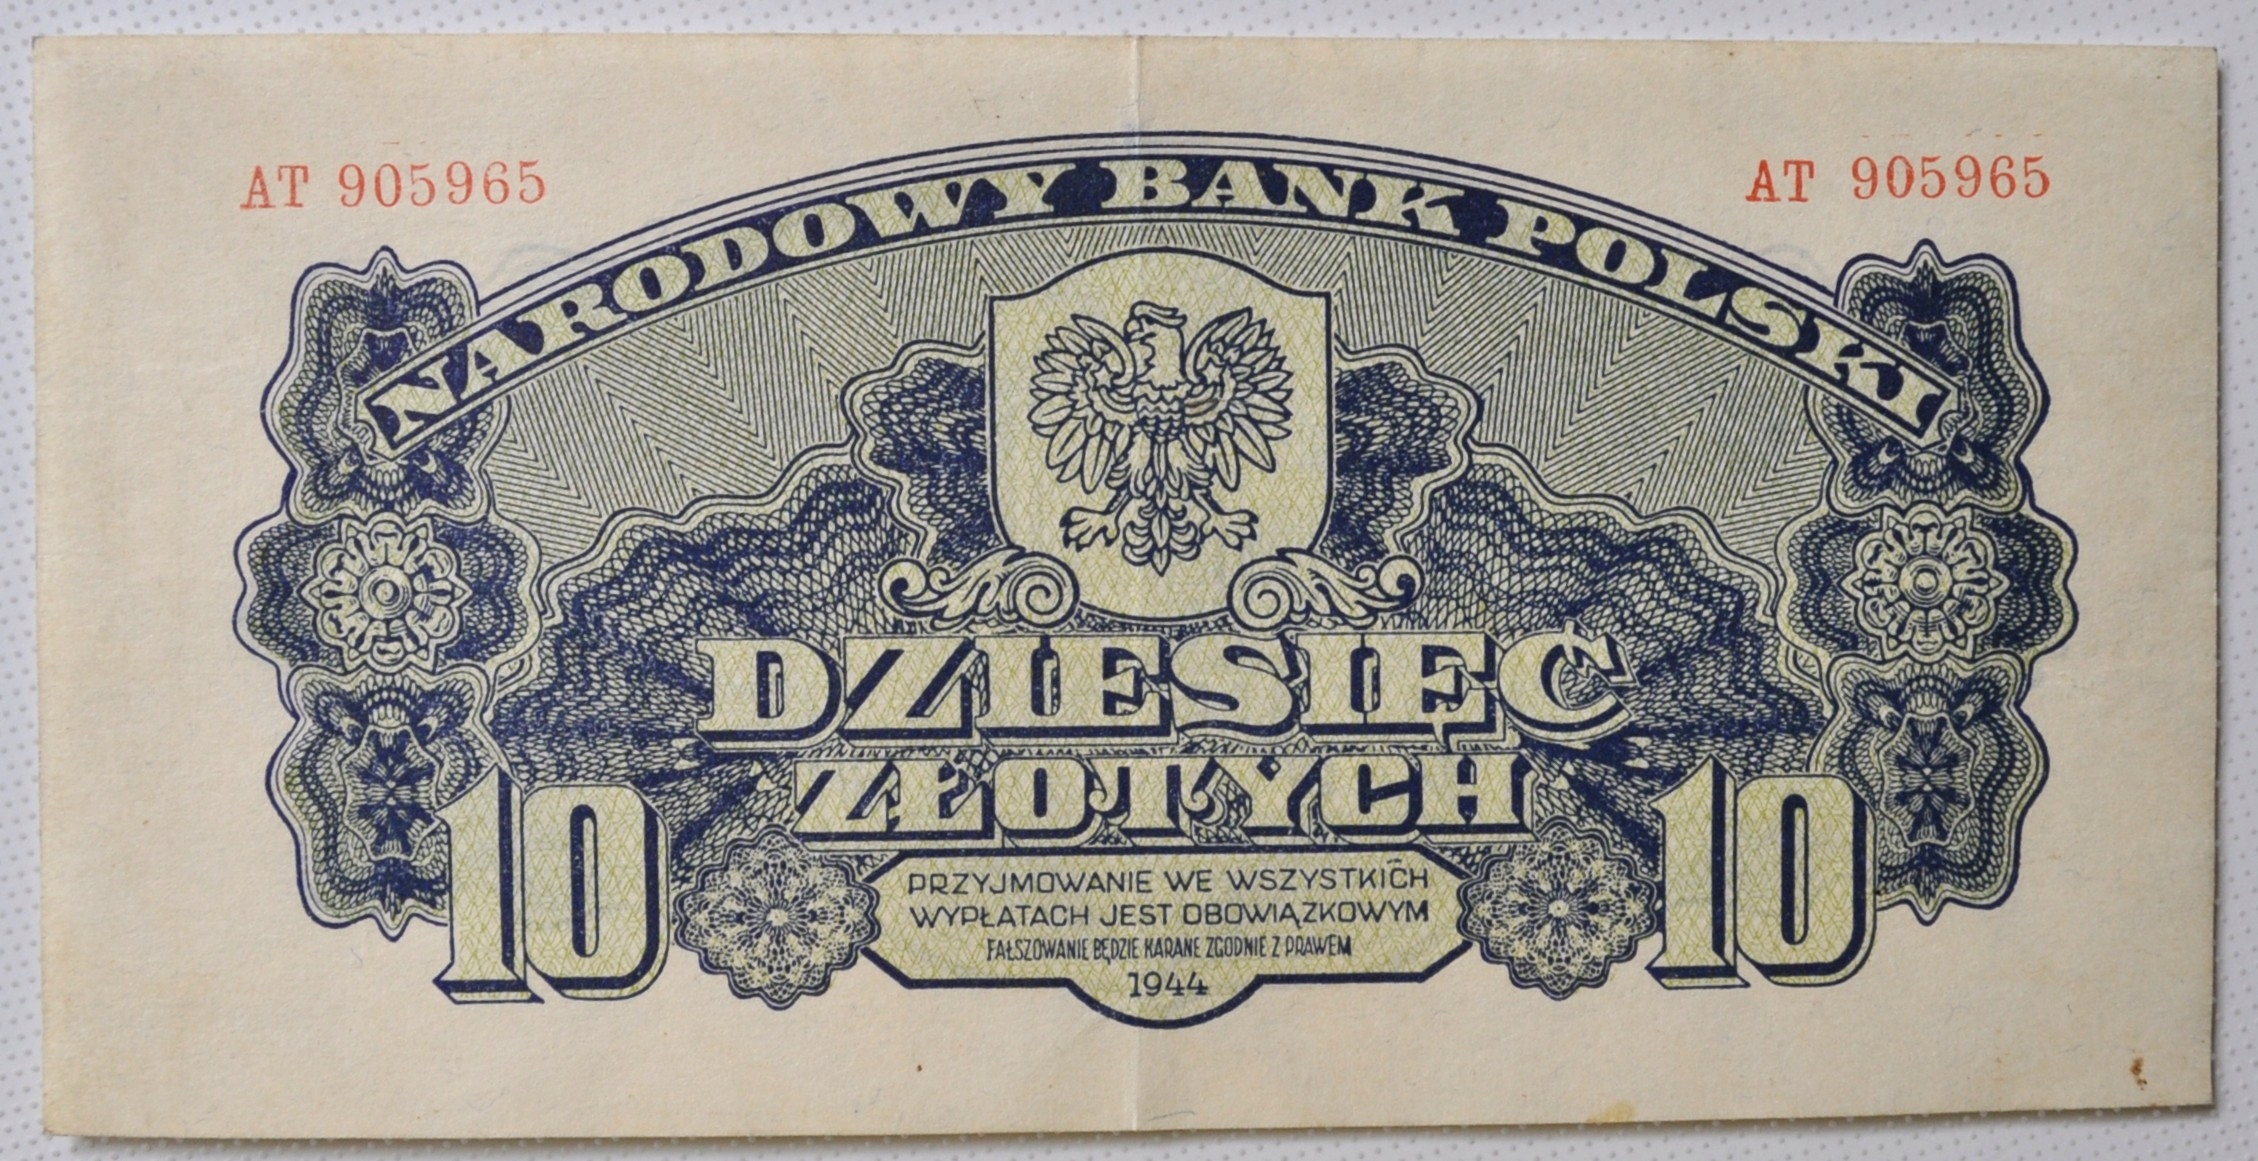 AT 905965
AT 905965
NARODOWY BANK POLSKI
DZIESIĘĆ
ZŁOTYCH
10
10
PRZYJMOWANIE WE WSZYSTKICH
WYPŁATACH JEST OBOWIĄZKOWYM
FAŁSZOWANIE BĘDZIE KARANE ZGODNIE Z PRAWEM
1944